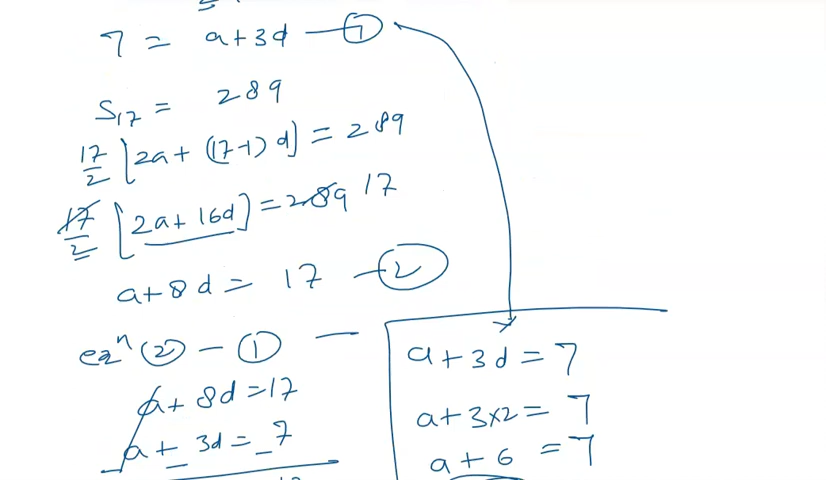 7 = a+3d — 1
S₁₇ = 289
17/2 [2a + (17-1) d] = 289
17/2 [2a + 16d] = 289 17
a + 8d = 17 — 2
eqⁿ (2) — (1) —
a + 8d = 17
a + 3d = 7
a + 3d = 7
a + 3×2 = 7
a + 6 = 7